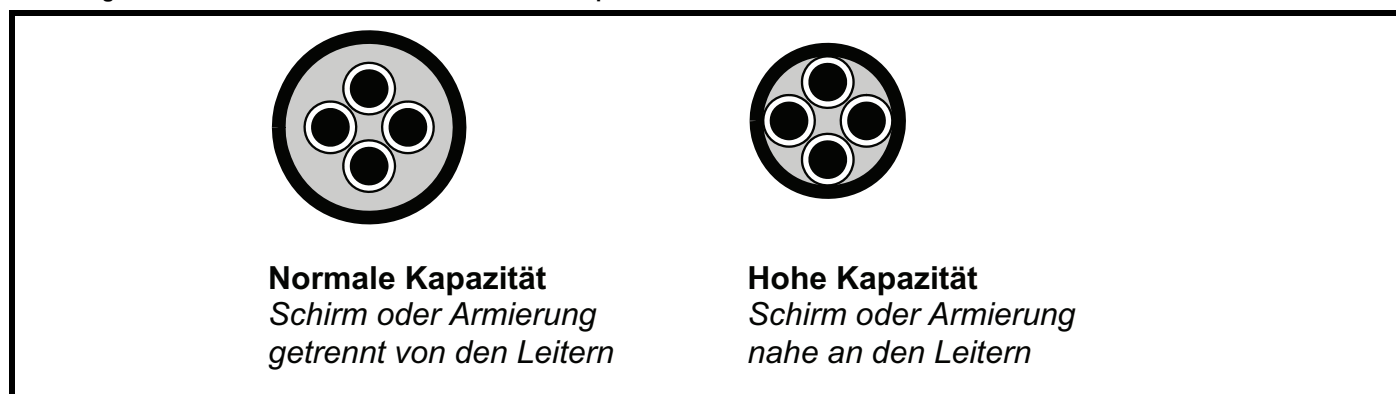 Normale Kapazität
Schirm oder Armierung
getrennt von den Leitern
Hohe Kapazität
Schirm oder Armierung
nahe an den Leitern